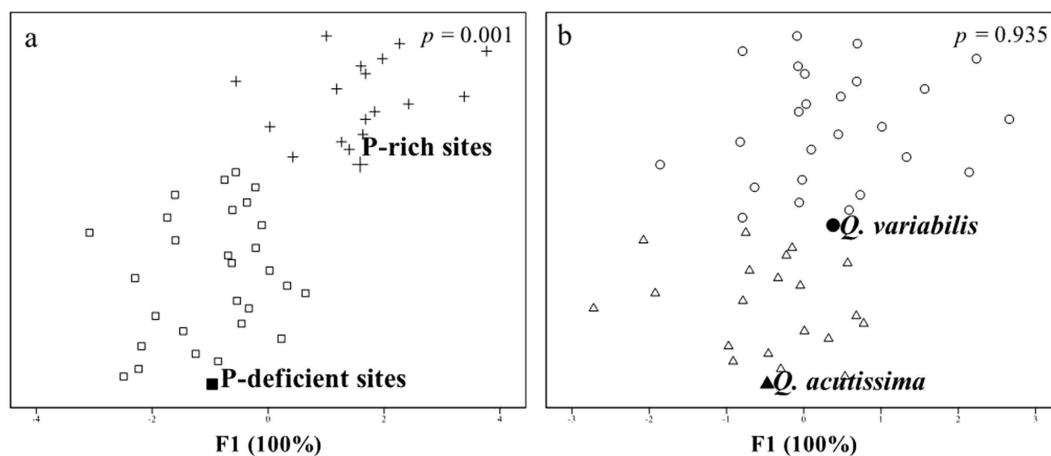 a
p = 0.001
P-rich sites
P-deficient sites
-4 -2 0 2 4
F1 (100%)
b
p = 0.935
Q. variabilis
Q. acutissima
-3 -2 -1 0 1 2 3
F1 (100%)